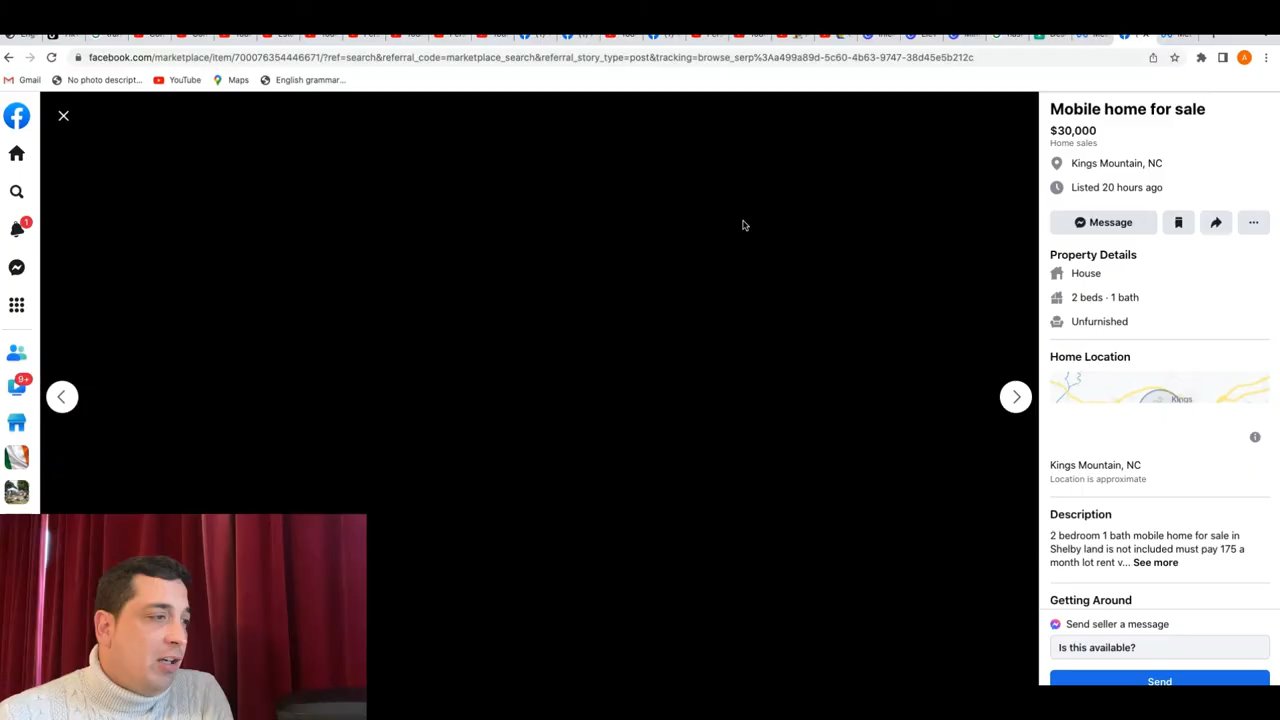 facebook.com/marketplace/item/700076354446671/?ref=search&referral_code=marketplace_search&referral_story_type=post&tracking=browse_serp%3Aa499a89d-5c60-4b63-9747-38d45e5b212c
Gmail No photo descript... YouTube Maps English grammar...
Mobile home for sale
$30,000
Home sales
Kings Mountain, NC
Listed 20 hours ago
1
Message
Property Details
House
2 beds · 1 bath
Unfurnished
Home Location
9+
Kings
Kings Mountain, NC
Location is approximate
Description
2 bedroom 1 bath mobile home for sale in
Shelby land is not included must pay 175 a
month lot rent v... See more
Getting Around
Send seller a message
Is this available?
Send